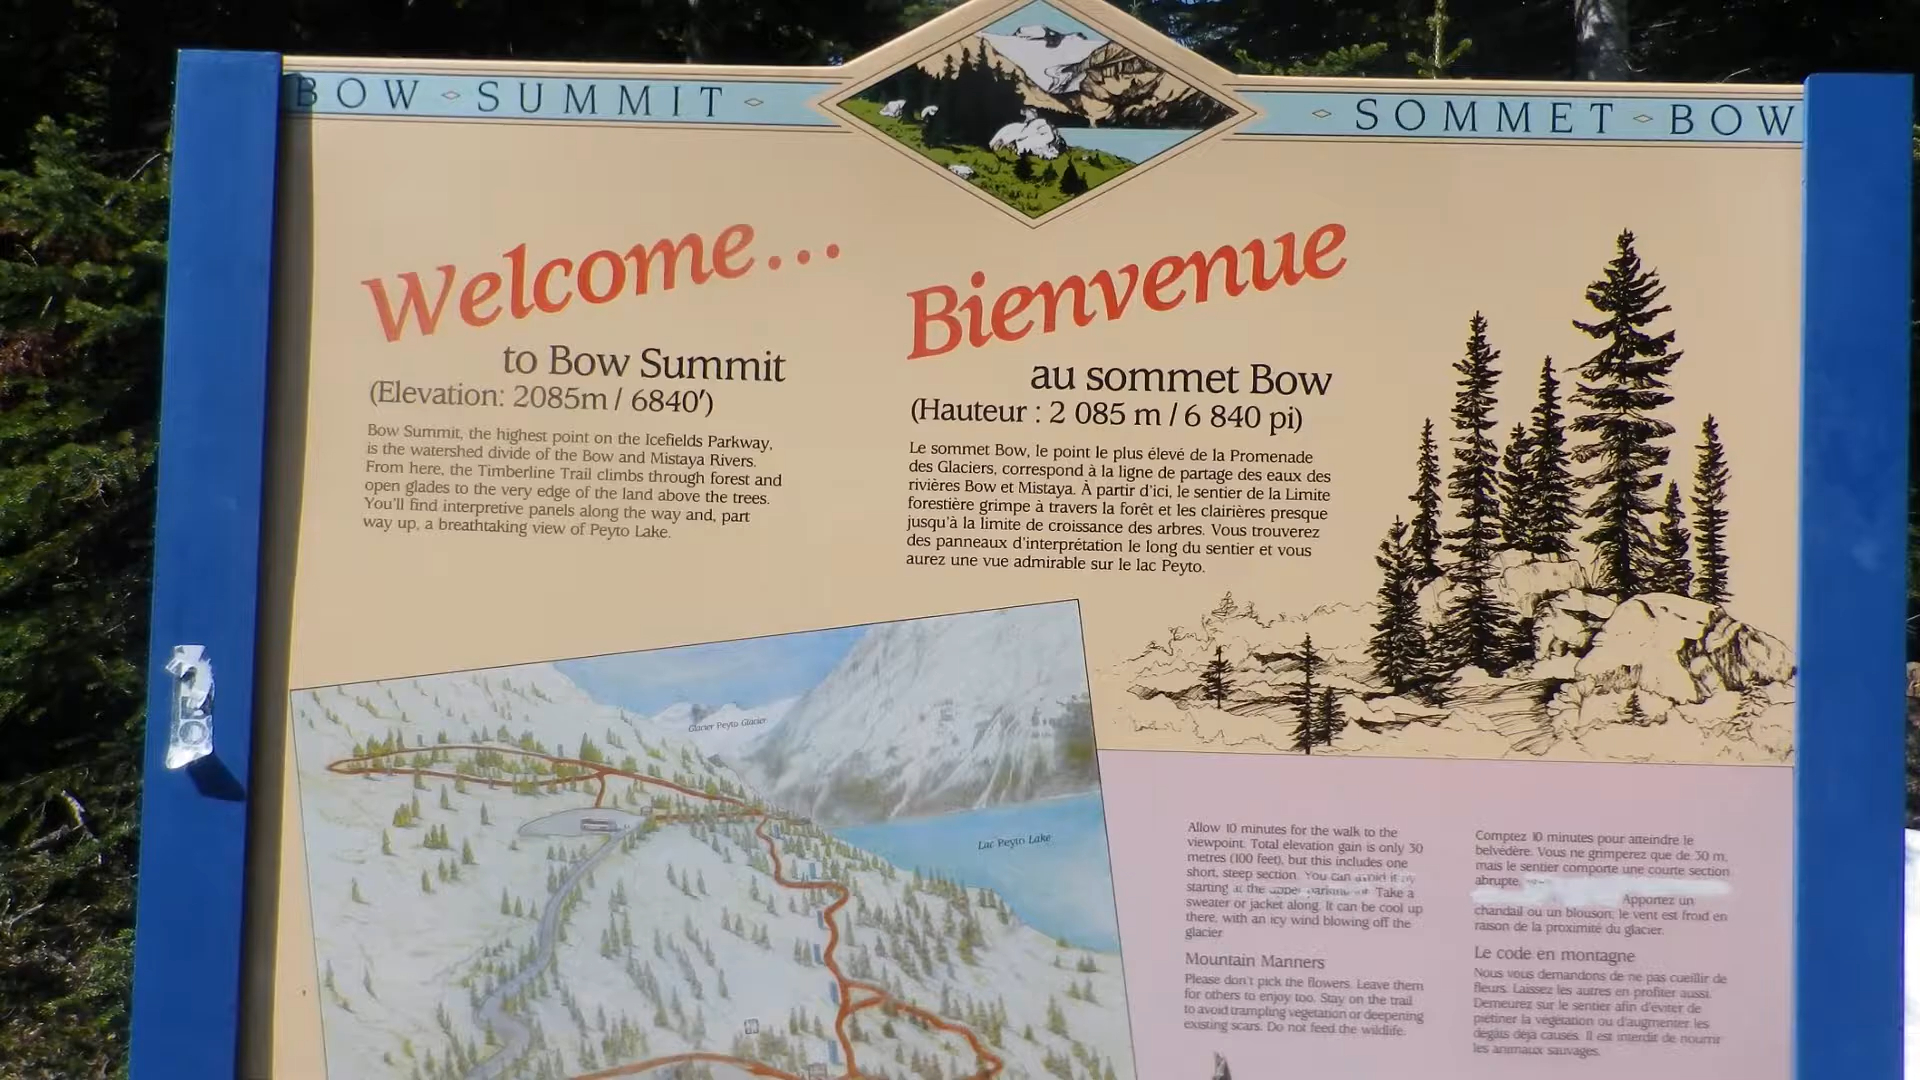 BOW SUMMIT
SOMMET BOW
Welcome...
to Bow Summit
(Elevation: 2085m / 6840')
Bow Summit, the highest point on the Icefields Parkway,
is the watershed divide of the Bow and Mistaya Rivers.
From here, the Timberline Trail climbs through forest and
open glades to the very edge of the land above the trees.
You'll find interpretive panels along the way and, part
way up, a breathtaking view of Peyto Lake.
Bienvenue
au sommet Bow
(Hauteur : 2 085 m / 6 840 pi)
Le sommet Bow, le point le plus élevé de la Promenade
des Glaciers, correspond à la ligne de partage des eaux des
rivières Bow et Mistaya. À partir d'ici, le sentier de la Limite
forestière grimpe à travers la forêt et les clairières presque
jusqu'à la limite de croissance des arbres. Vous trouverez
des panneaux d'interprétation le long du sentier et vous
aurez une vue admirable sur le lac Peyto.
Glacier Peyto Glacier
Lac Peyto Lake
Allow 10 minutes for the walk to the
viewpoint. Total elevation gain is only 30
metres (100 feet), but this includes one
short, steep section. You can avoid it by
starting at the upper Take a
sweater or jacket along. It can be cool up
there, with an icy wind blowing off the
glacier
Mountain Manners
Please don't pick the flowers. Leave them
for others to enjoy too. Stay on the trail
to avoid trampling vegetation or deepening
existing scars. Do not feed the wildlife.
Comptez 10 minutes pour atteindre le
belvédère. Vous ne grimperez que de 30 m,
mais le sentier comporte une courte section
abrupte.
Apportez un
chandail ou un blouson; le vent est froid en
raison de la proximité du glacier.
Le code en montagne
Nous vous demandons de ne pas cueillir de
fleurs. Laissez les autres en profiter aussi.
Demeurez sur le sentier afin d'éviter de
piétiner la végétation ou d'augmenter les
dégâts déjà causés. Il est interdit de nourrir
les animaux sauvages.